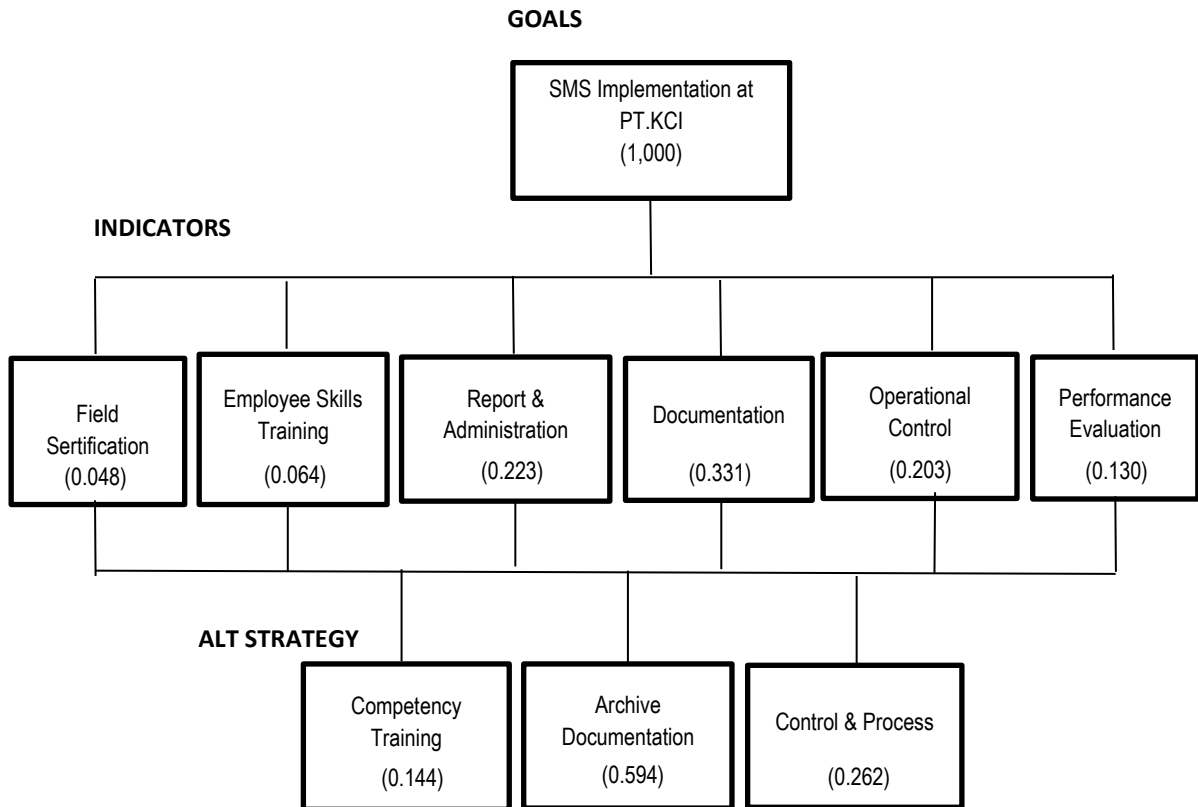 GOALS
SMS Implementation at
PT.KCI
(1,000)
INDICATORS
Field
Sertification
(0.048)
Employee Skills
Training
(0.064)
Report &
Administration
(0.223)
Documentation
(0.331)
Operational
Control
(0.203)
Performance
Evaluation
(0.130)
ALT STRATEGY
Competency
Training
(0.144)
Archive
Documentation
(0.594)
Control & Process
(0.262)